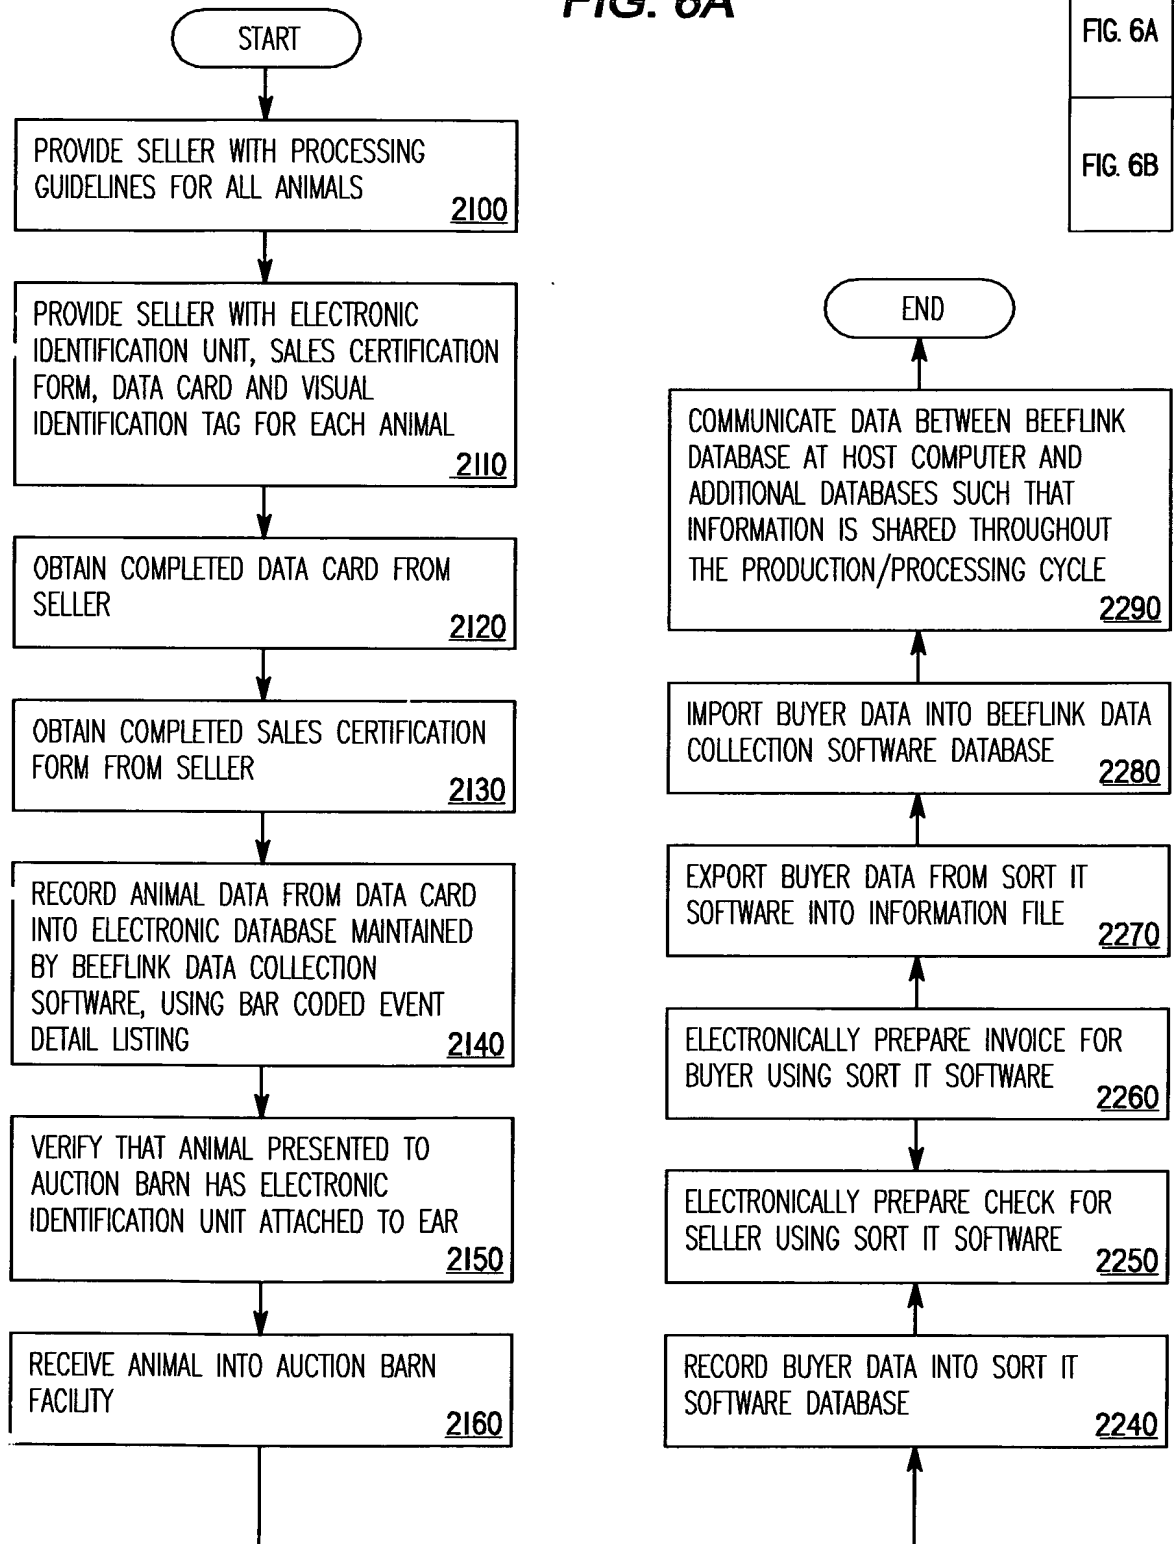 FIG. 6A
FIG. 6A
FIG. 6B
START
PROVIDE SELLER WITH PROCESSING
GUIDELINES FOR ALL ANIMALS
2100
PROVIDE SELLER WITH ELECTRONIC
IDENTIFICATION UNIT, SALES CERTIFICATION
FORM, DATA CARD AND VISUAL
IDENTIFICATION TAG FOR EACH ANIMAL
2110
OBTAIN COMPLETED DATA CARD FROM
SELLER
2120
OBTAIN COMPLETED SALES CERTIFICATION
FORM FROM SELLER
2130
RECORD ANIMAL DATA FROM DATA CARD
INTO ELECTRONIC DATABASE MAINTAINED
BY BEEFLINK DATA COLLECTION
SOFTWARE, USING BAR CODED EVENT
DETAIL LISTING
2140
VERIFY THAT ANIMAL PRESENTED TO
AUCTION BARN HAS ELECTRONIC
IDENTIFICATION UNIT ATTACHED TO EAR
2150
RECEIVE ANIMAL INTO AUCTION BARN
FACILITY
2160
END
COMMUNICATE DATA BETWEEN BEEFLINK
DATABASE AT HOST COMPUTER AND
ADDITIONAL DATABASES SUCH THAT
INFORMATION IS SHARED THROUGHOUT
THE PRODUCTION/PROCESSING CYCLE
2290
IMPORT BUYER DATA INTO BEEFLINK DATA
COLLECTION SOFTWARE DATABASE
2280
EXPORT BUYER DATA FROM SORT IT
SOFTWARE INTO INFORMATION FILE
2270
ELECTRONICALLY PREPARE INVOICE FOR
BUYER USING SORT IT SOFTWARE
2260
ELECTRONICALLY PREPARE CHECK FOR
SELLER USING SORT IT SOFTWARE
2250
RECORD BUYER DATA INTO SORT IT
SOFTWARE DATABASE
2240